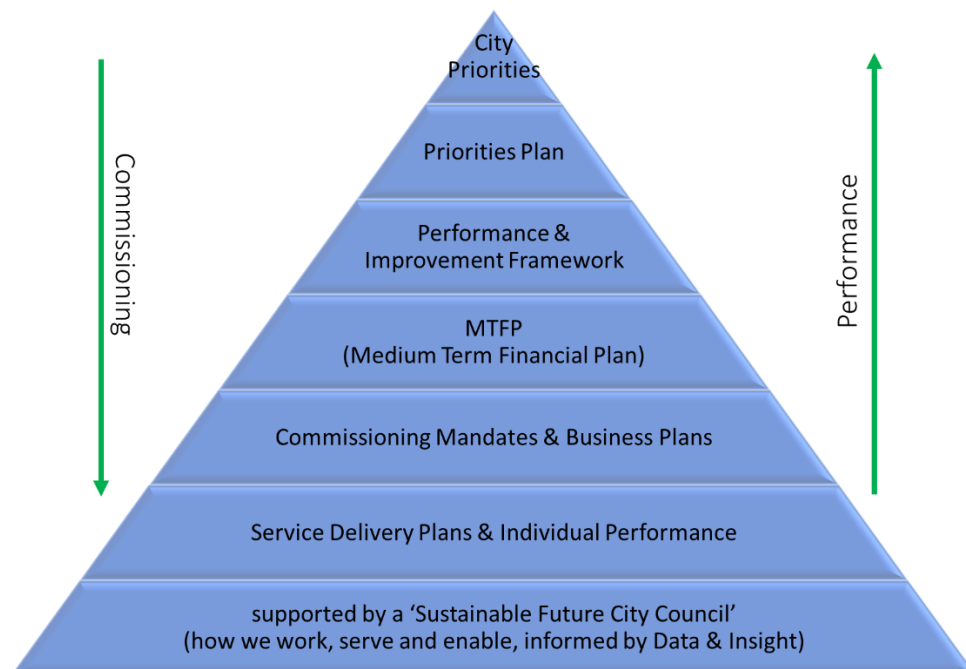 City
Priorities
Commissioning
Performance
Priorities Plan
Performance &
Improvement Framework
MTFP
(Medium Term Financial Plan)
Commissioning Mandates & Business Plans
Service Delivery Plans & Individual Performance
supported by a ‘Sustainable Future City Council’
(how we work, serve and enable, informed by Data & Insight)